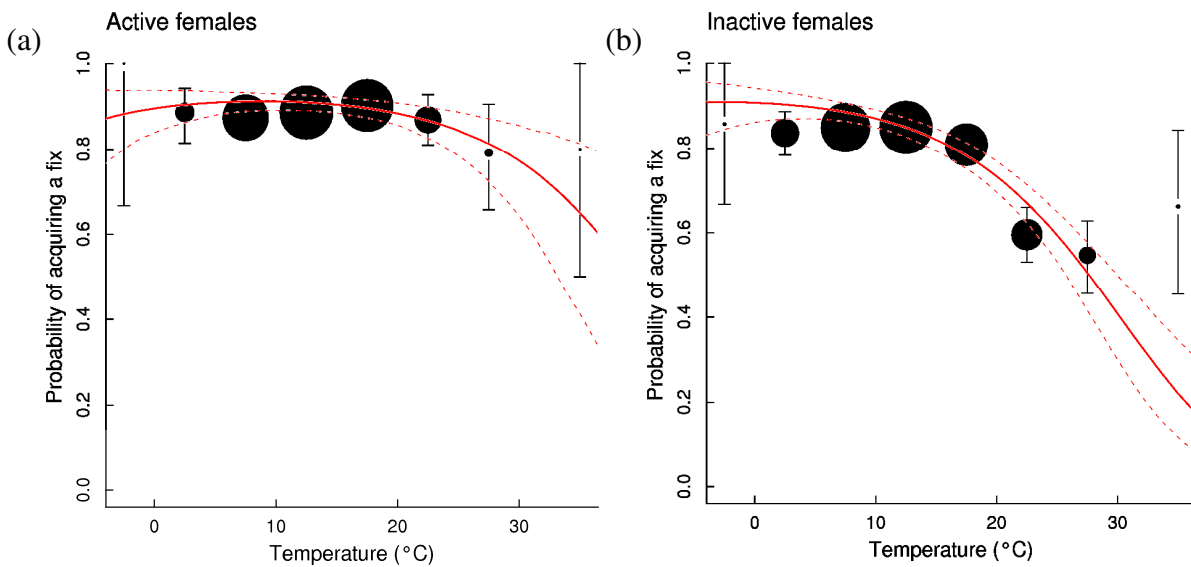 (a)
Active females
Probability of acquiring a fix
1.0
0.8
0.6
0.4
0.2
0.0
0
10
20
30
Temperature (°C)
(b)
Inactive females
Probability of acquiring a fix
1.0
0.8
0.6
0.4
0.2
0.0
0
10
20
30
Temperature (°C)